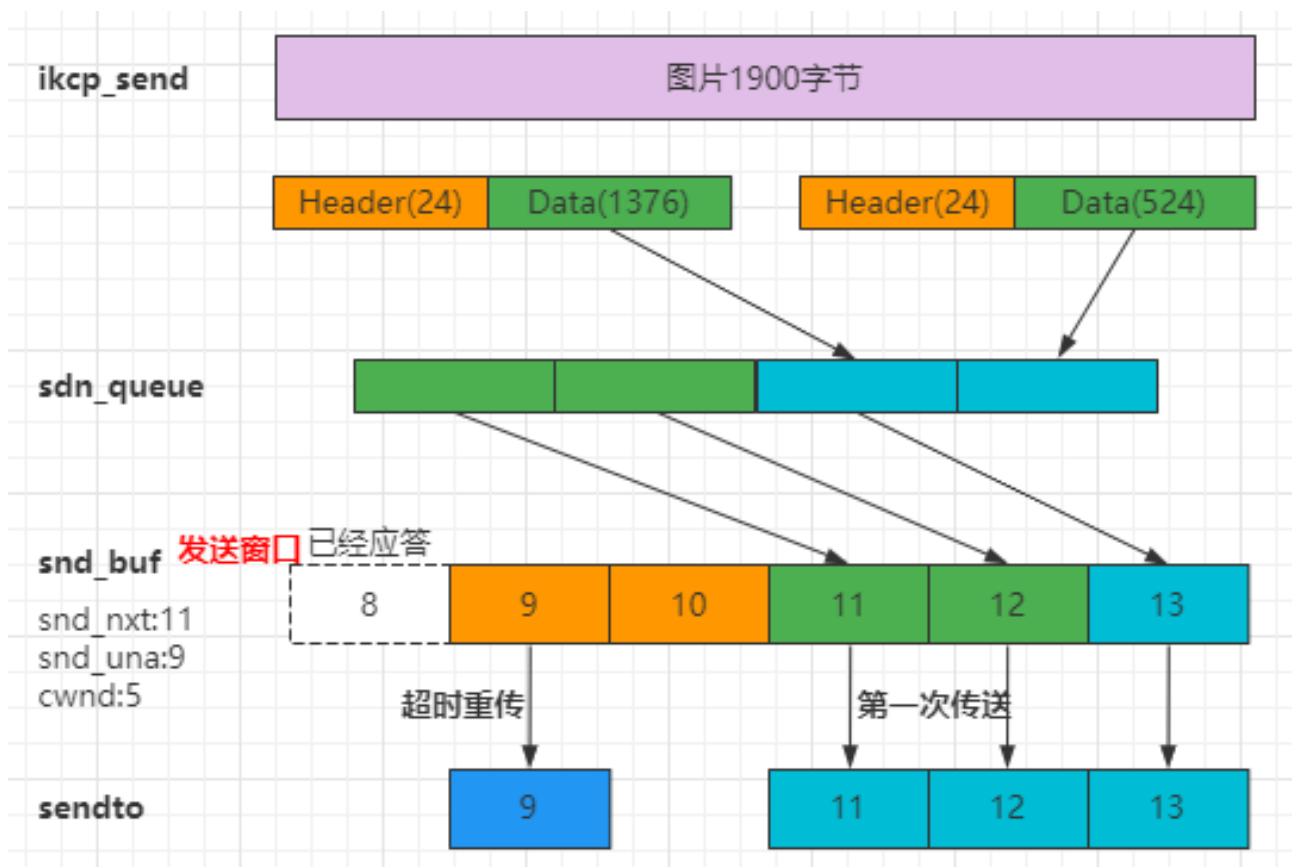 ikcp_send
图片1900字节
Header(24) Data(1376) Header(24) Data(524)
sdn_queue
snd_buf 发送窗口 已经应答
8 9 10 11 12 13
snd_nxt:11
snd_una:9
cwnd:5
超时重传 第一次传送
sendto
9 11 12 13